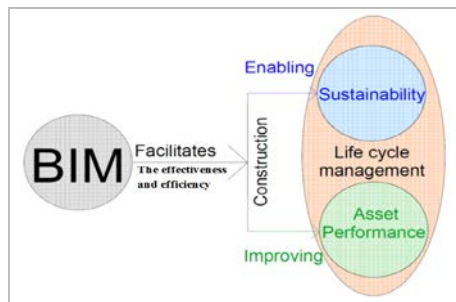 BIM
Facilitates
The effectiveness
and efficiency
Construction
Enabling
Sustainability
Life cycle
management
Asset
Performance
Improving